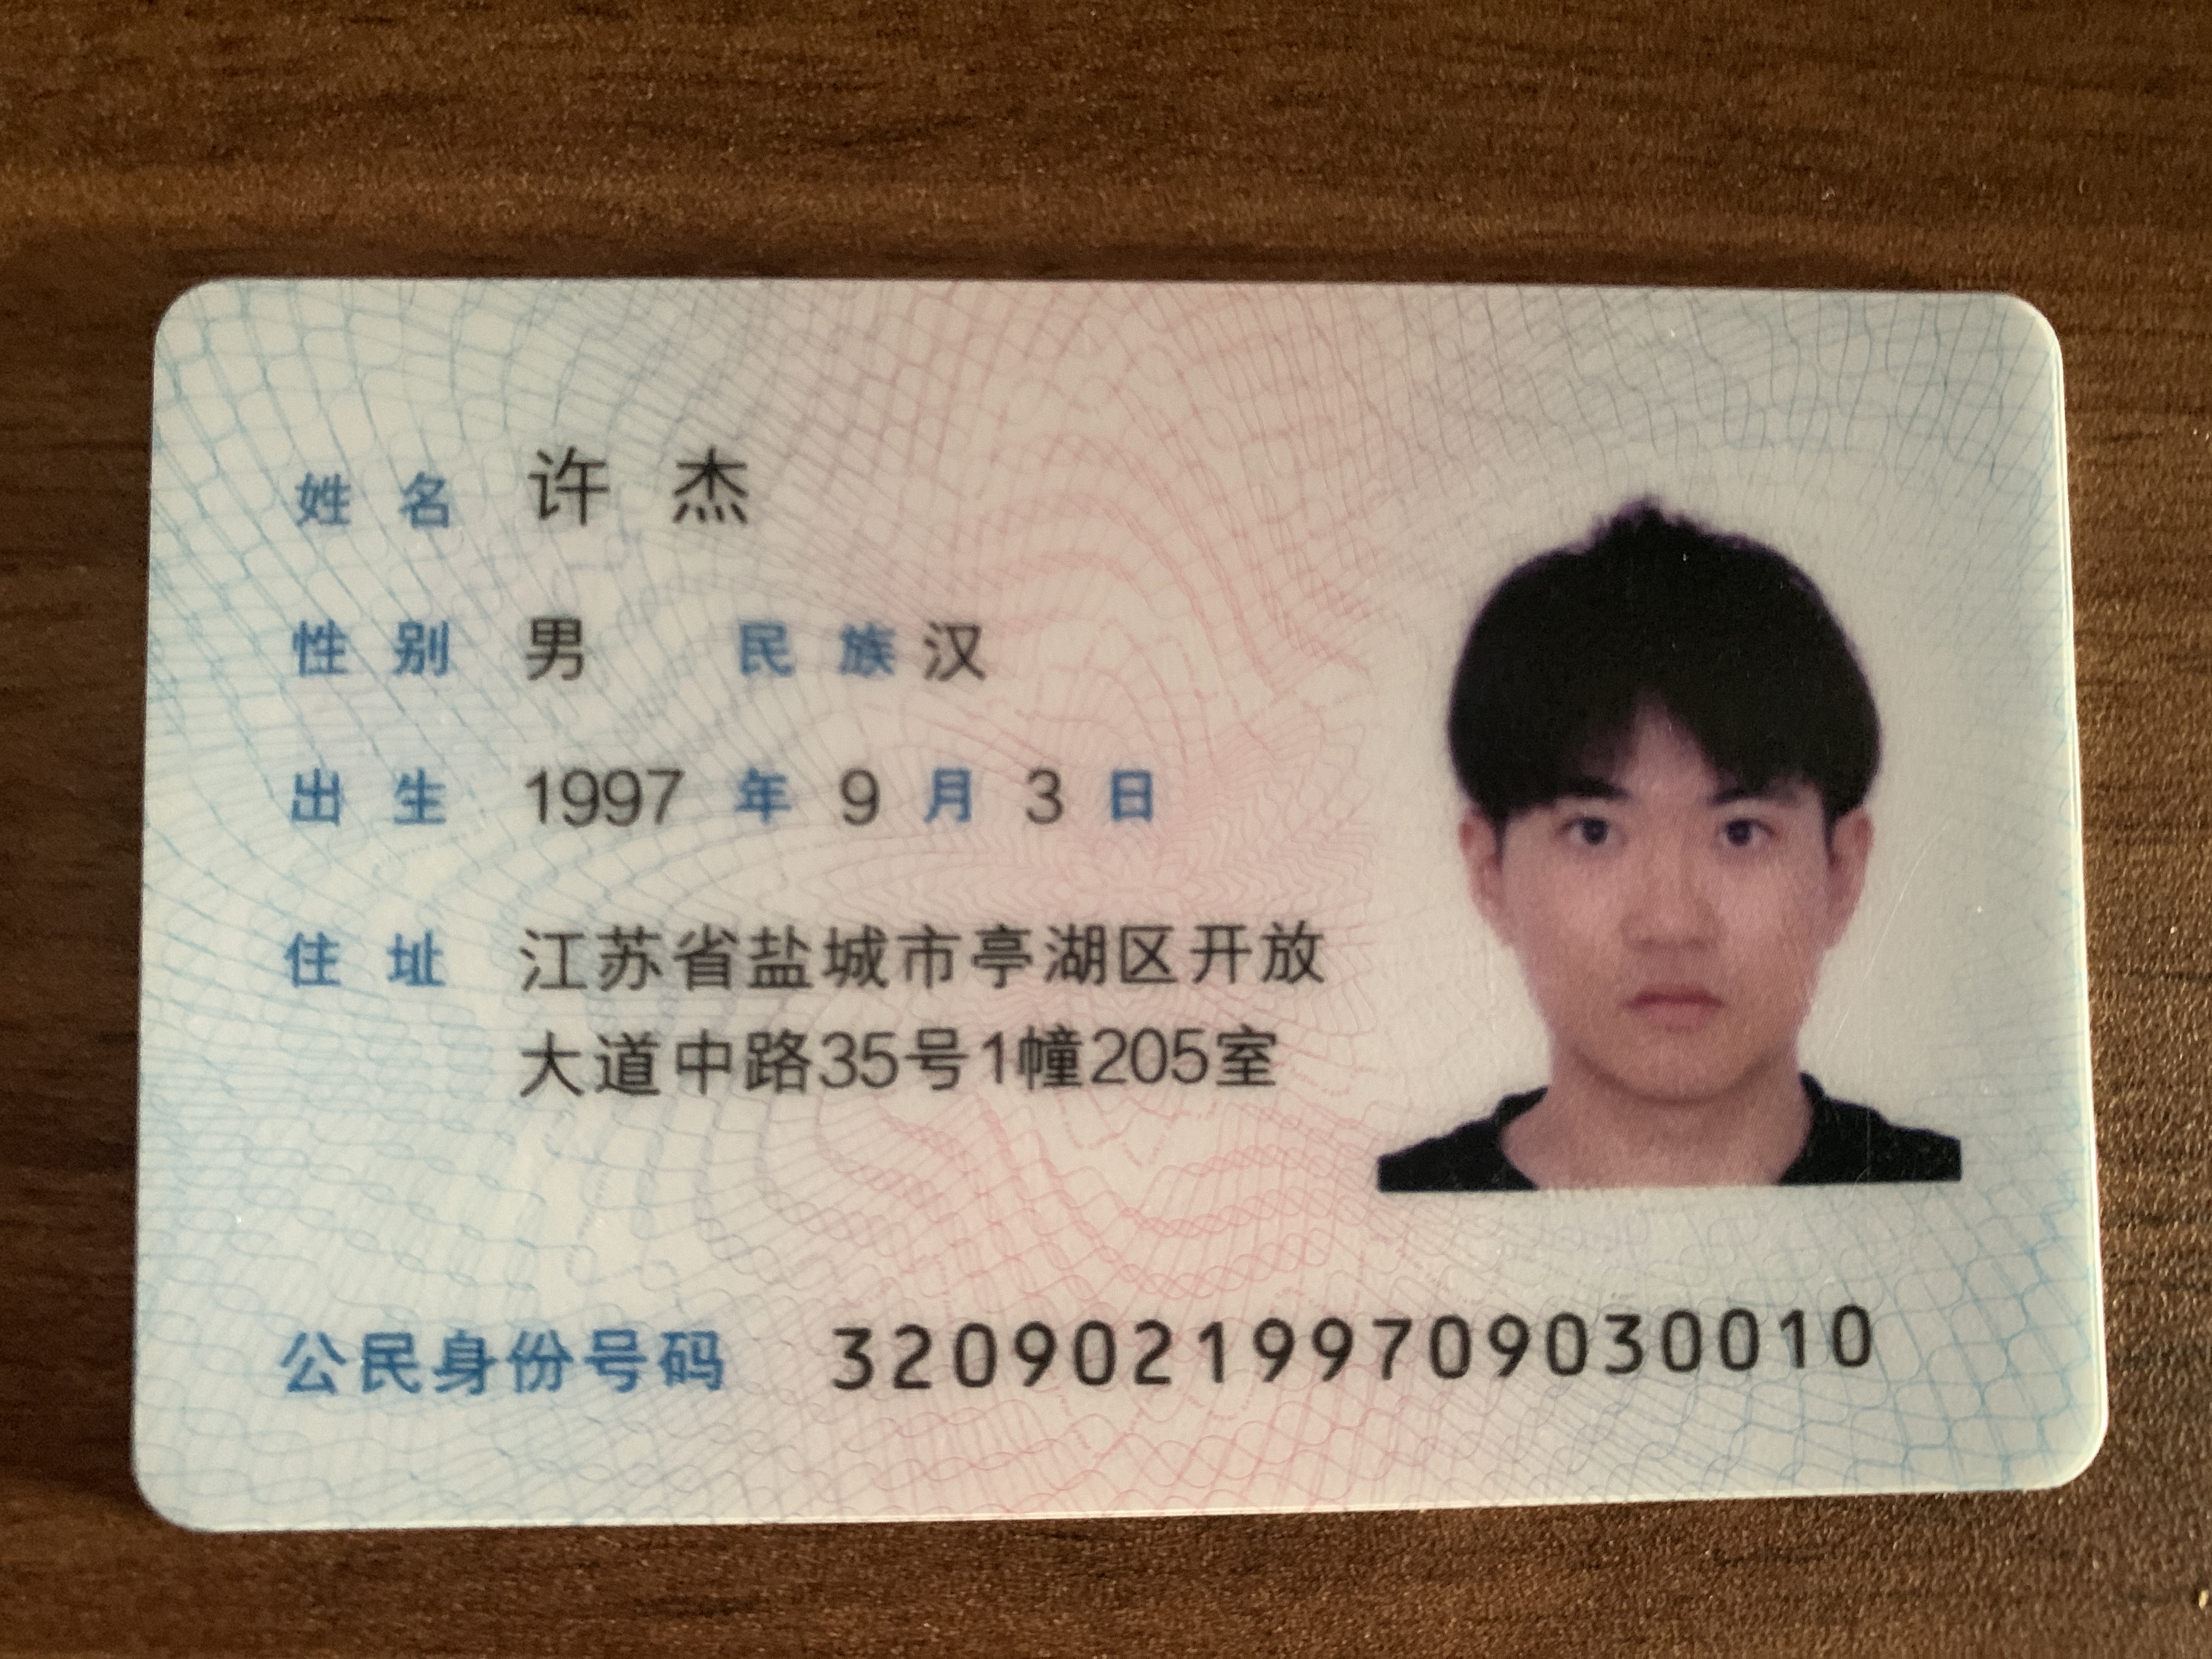 姓名 许杰
性别 男 民族 汉
出生 1997 年 9 月 3 日
住址 江苏省盐城市亭湖区开放
大道中路35号1幢205室
公民身份号码 320902199709030010